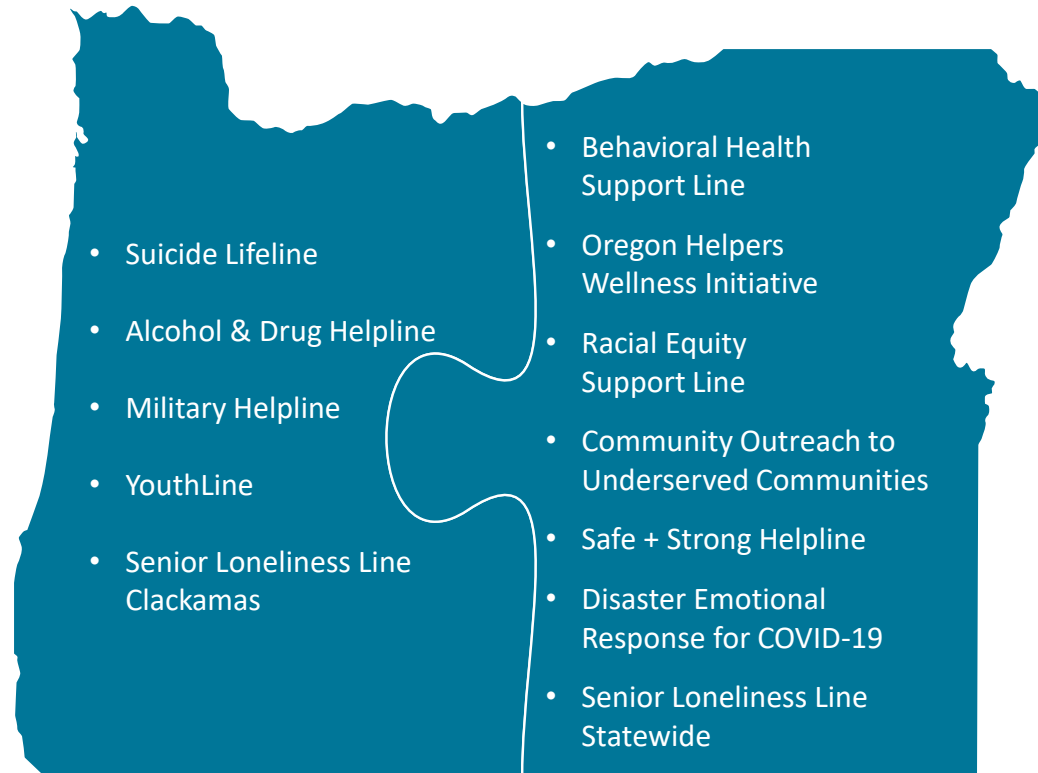 • Suicide Lifeline
• Alcohol & Drug Helpline
• Military Helpline
• YouthLine
• Senior Loneliness Line
Clackamas
• Behavioral Health
Support Line
• Oregon Helpers
Wellness Initiative
• Racial Equity
Support Line
• Community Outreach to
Underserved Communities
• Safe + Strong Helpline
• Disaster Emotional
Response for COVID-19
• Senior Loneliness Line
Statewide